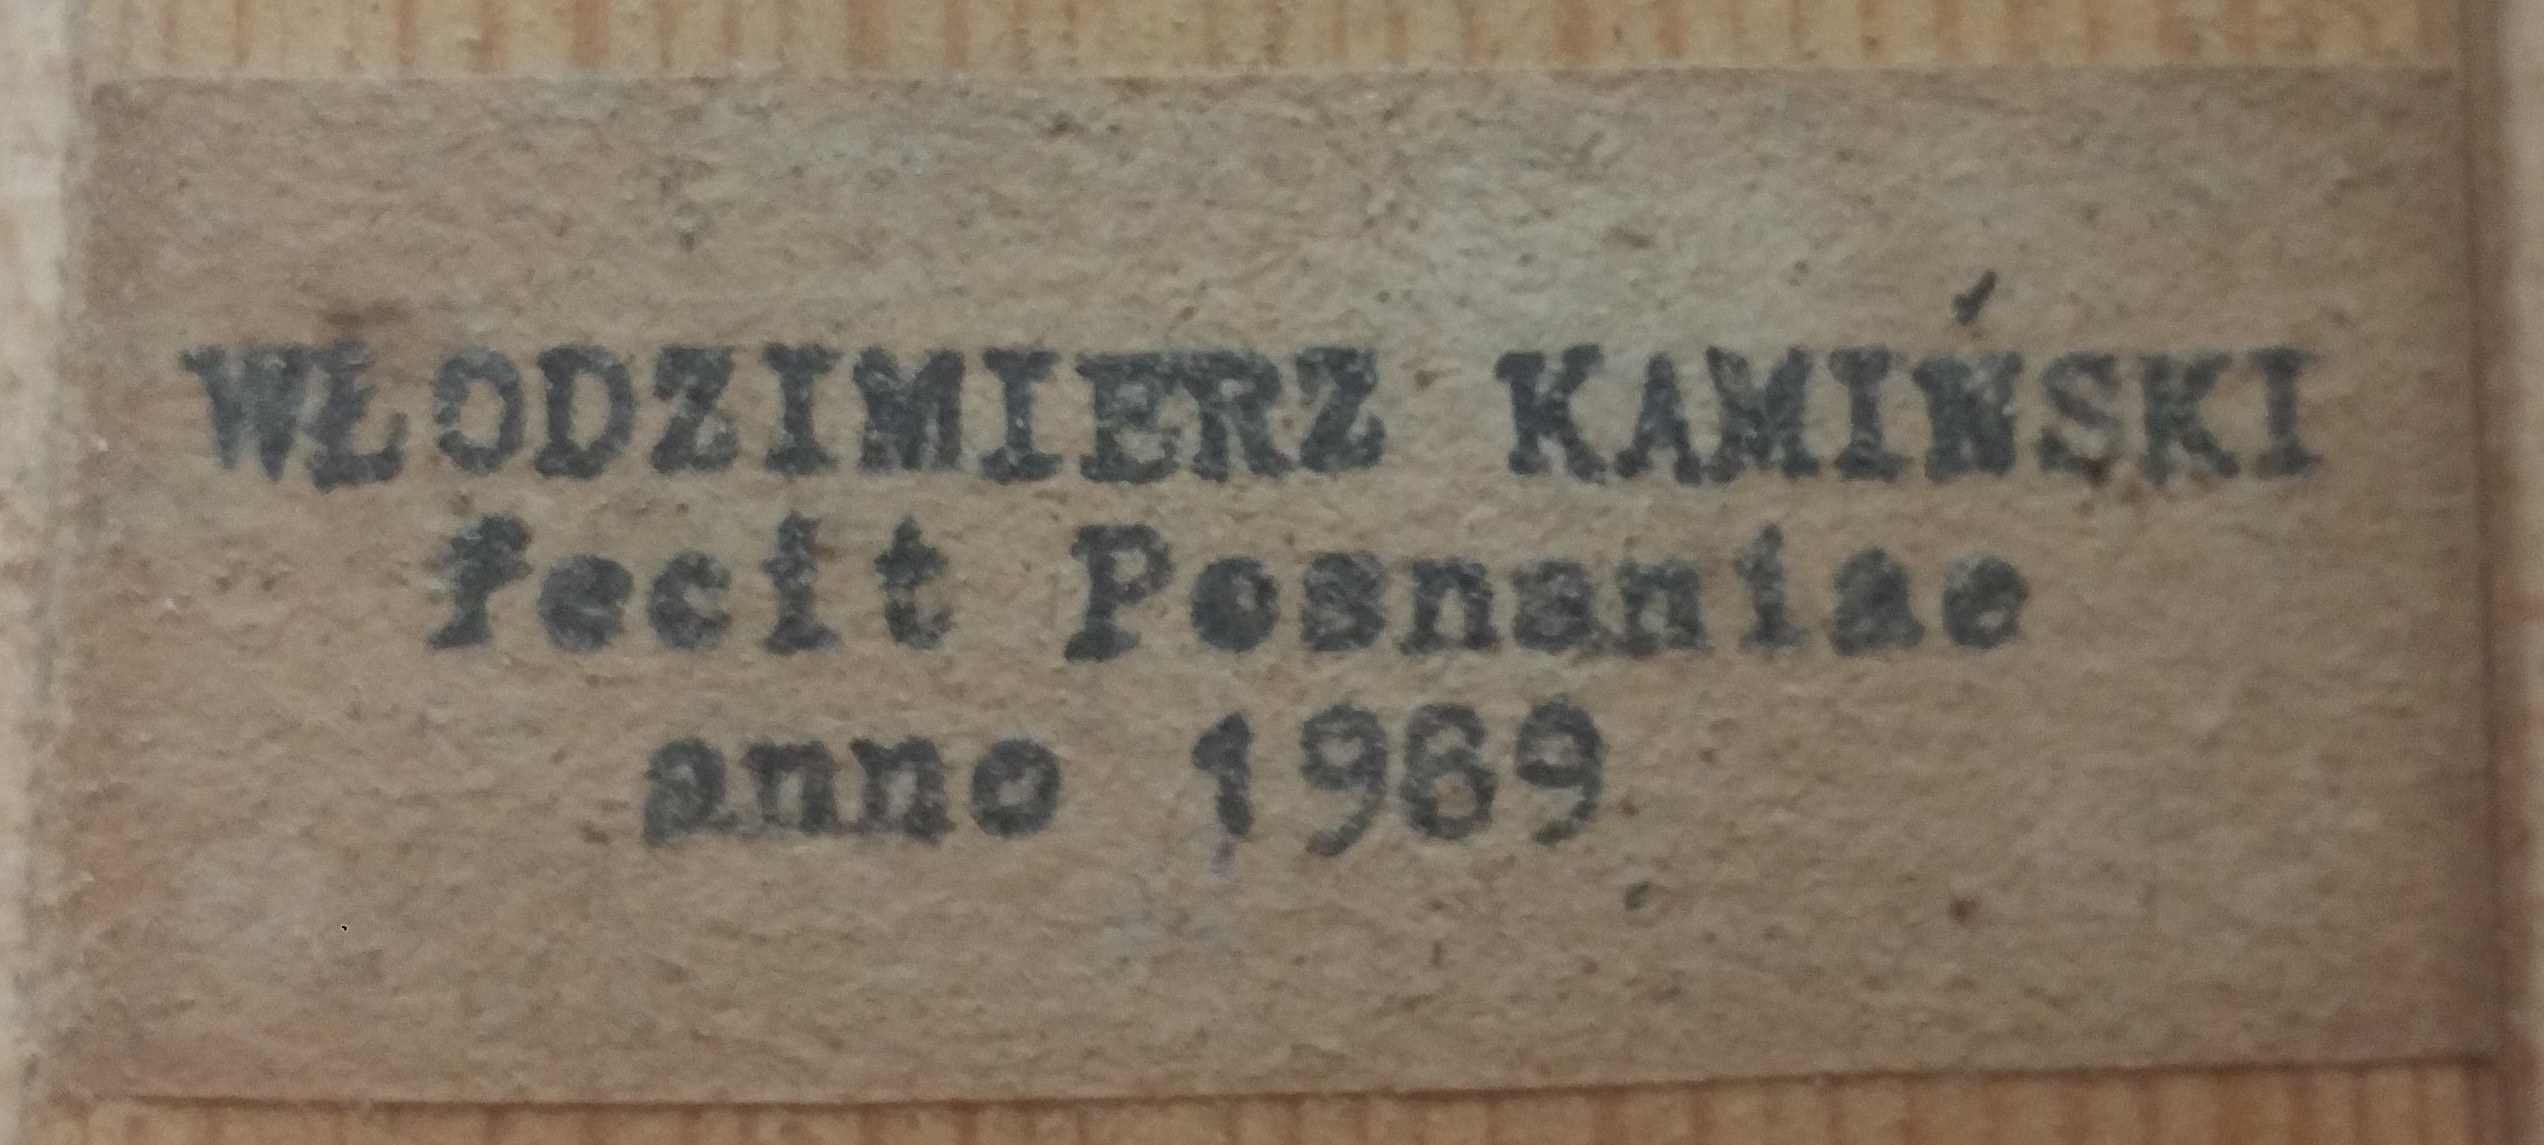 WŁODZIMIERZ KAMIŃSKI
fecit Posnaniae
anno 1969